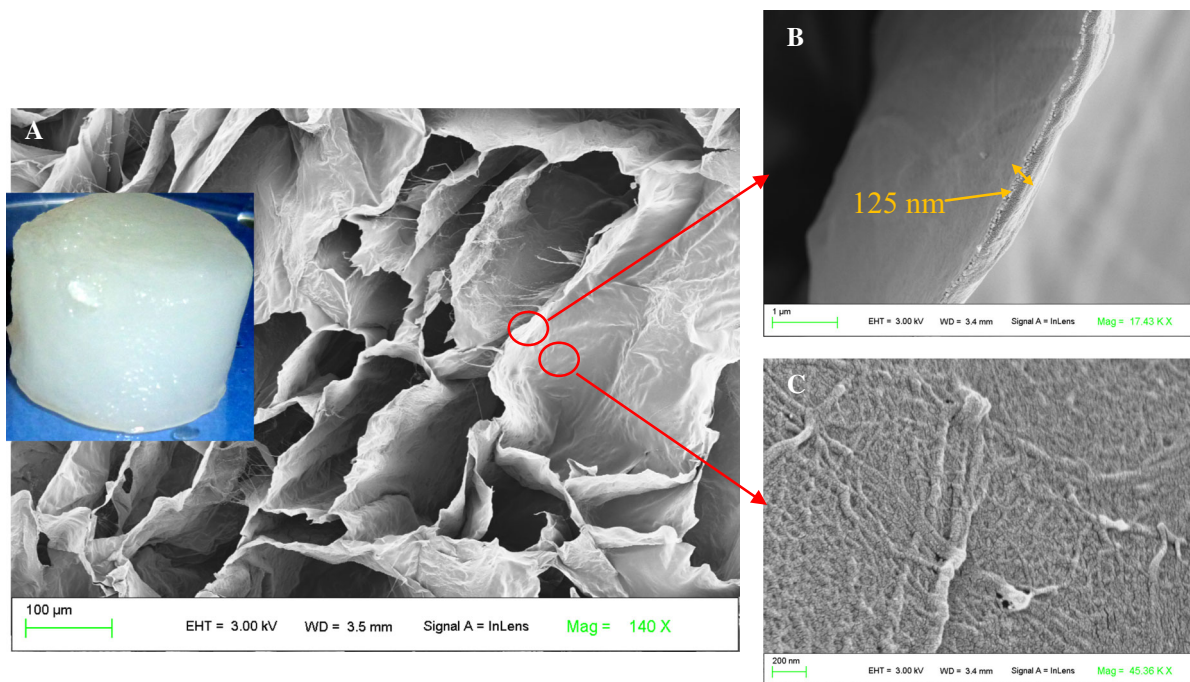 A
100 µm
EHT = 3.00 kV WD = 3.5 mm Signal A = InLens Mag = 140 X
B
125 nm
1 µm
EHT = 3.00 kV WD = 3.4 mm Signal A = InLens Mag = 17.43 K X
C
200 nm
EHT = 3.00 kV WD = 3.4 mm Signal A = InLens Mag = 45.36 K X